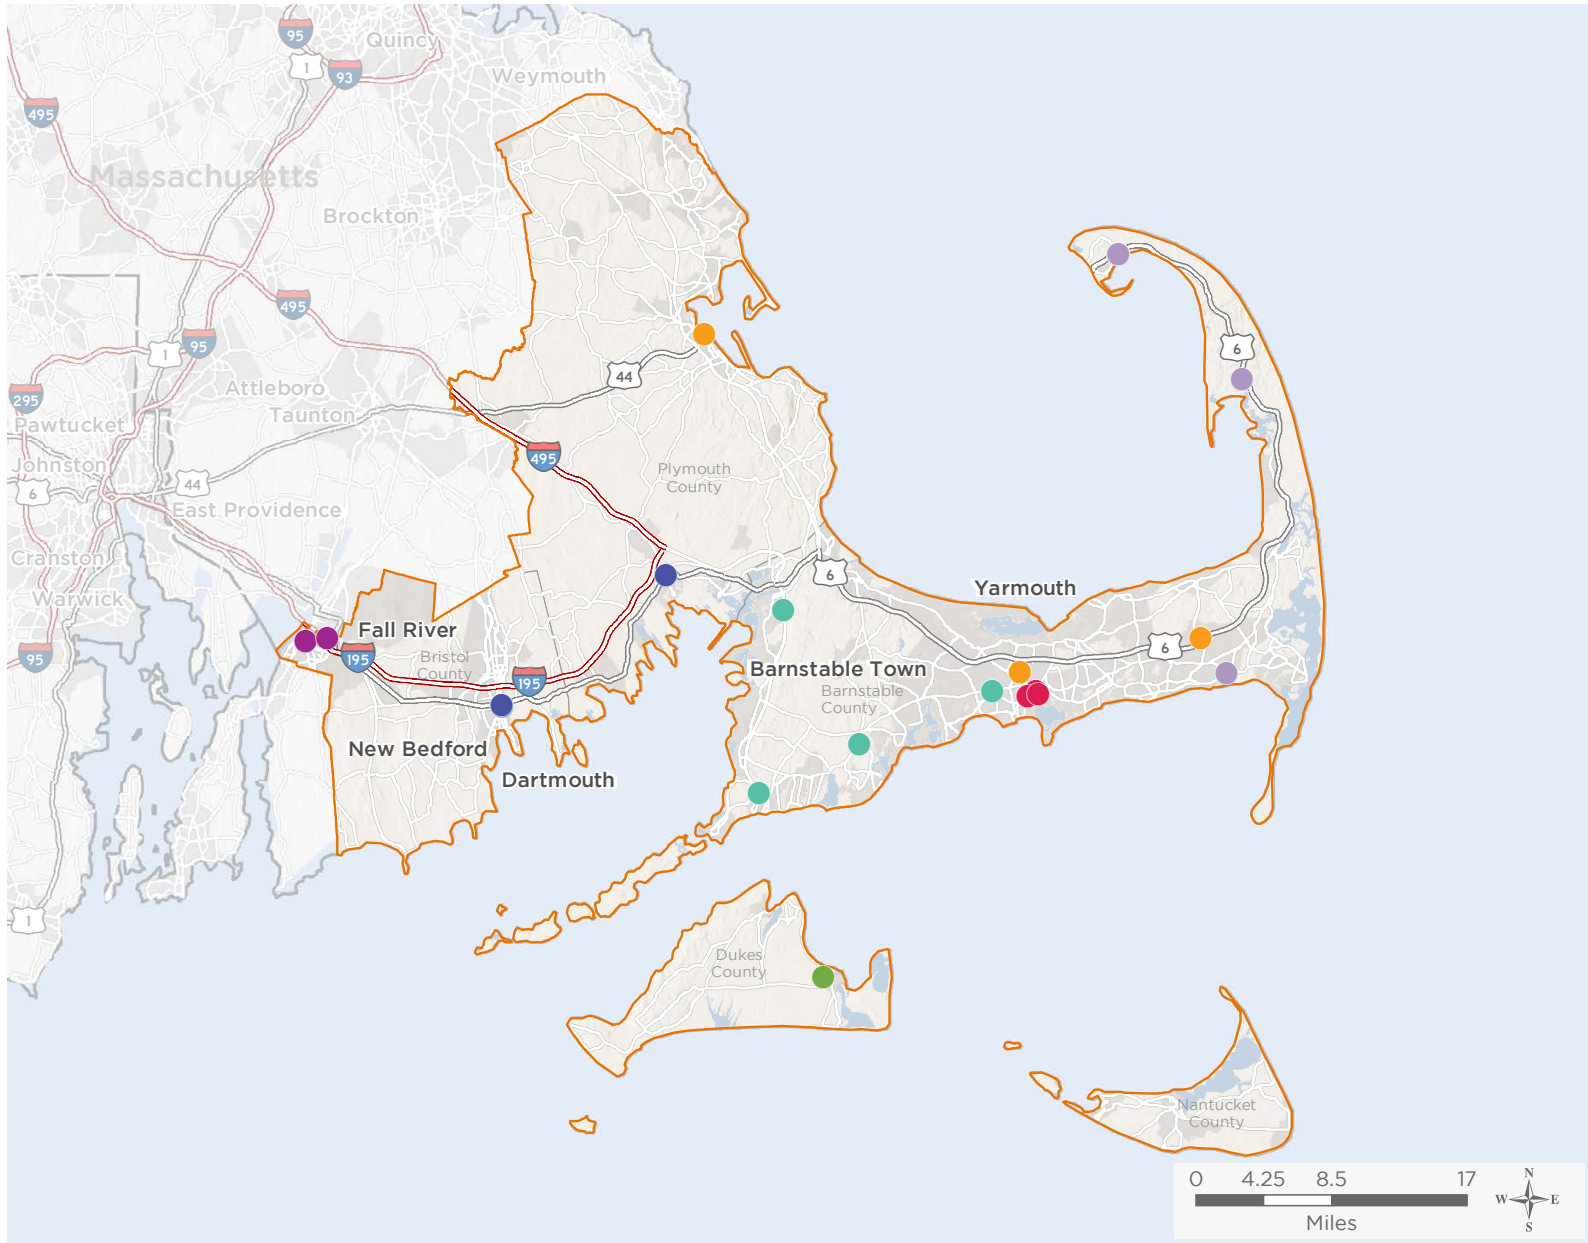 95
Quincy
1
93
Weymouth
495
Massachusetts
Brockton
495
95
1
6
44
295
Attleboro
Taunton
Pawtucket
495
Johnston
Plymouth
County
6
44
East Providence
Cranston
6
Warwick
Yarmouth
Fall River
195
95
Bristol
County
6
Barnstable Town
195
Barnstable
County
New Bedford
Dartmouth
1
Dukes
County
Nantucket
County
0 4.25 8.5 17
Miles
N
W E
S